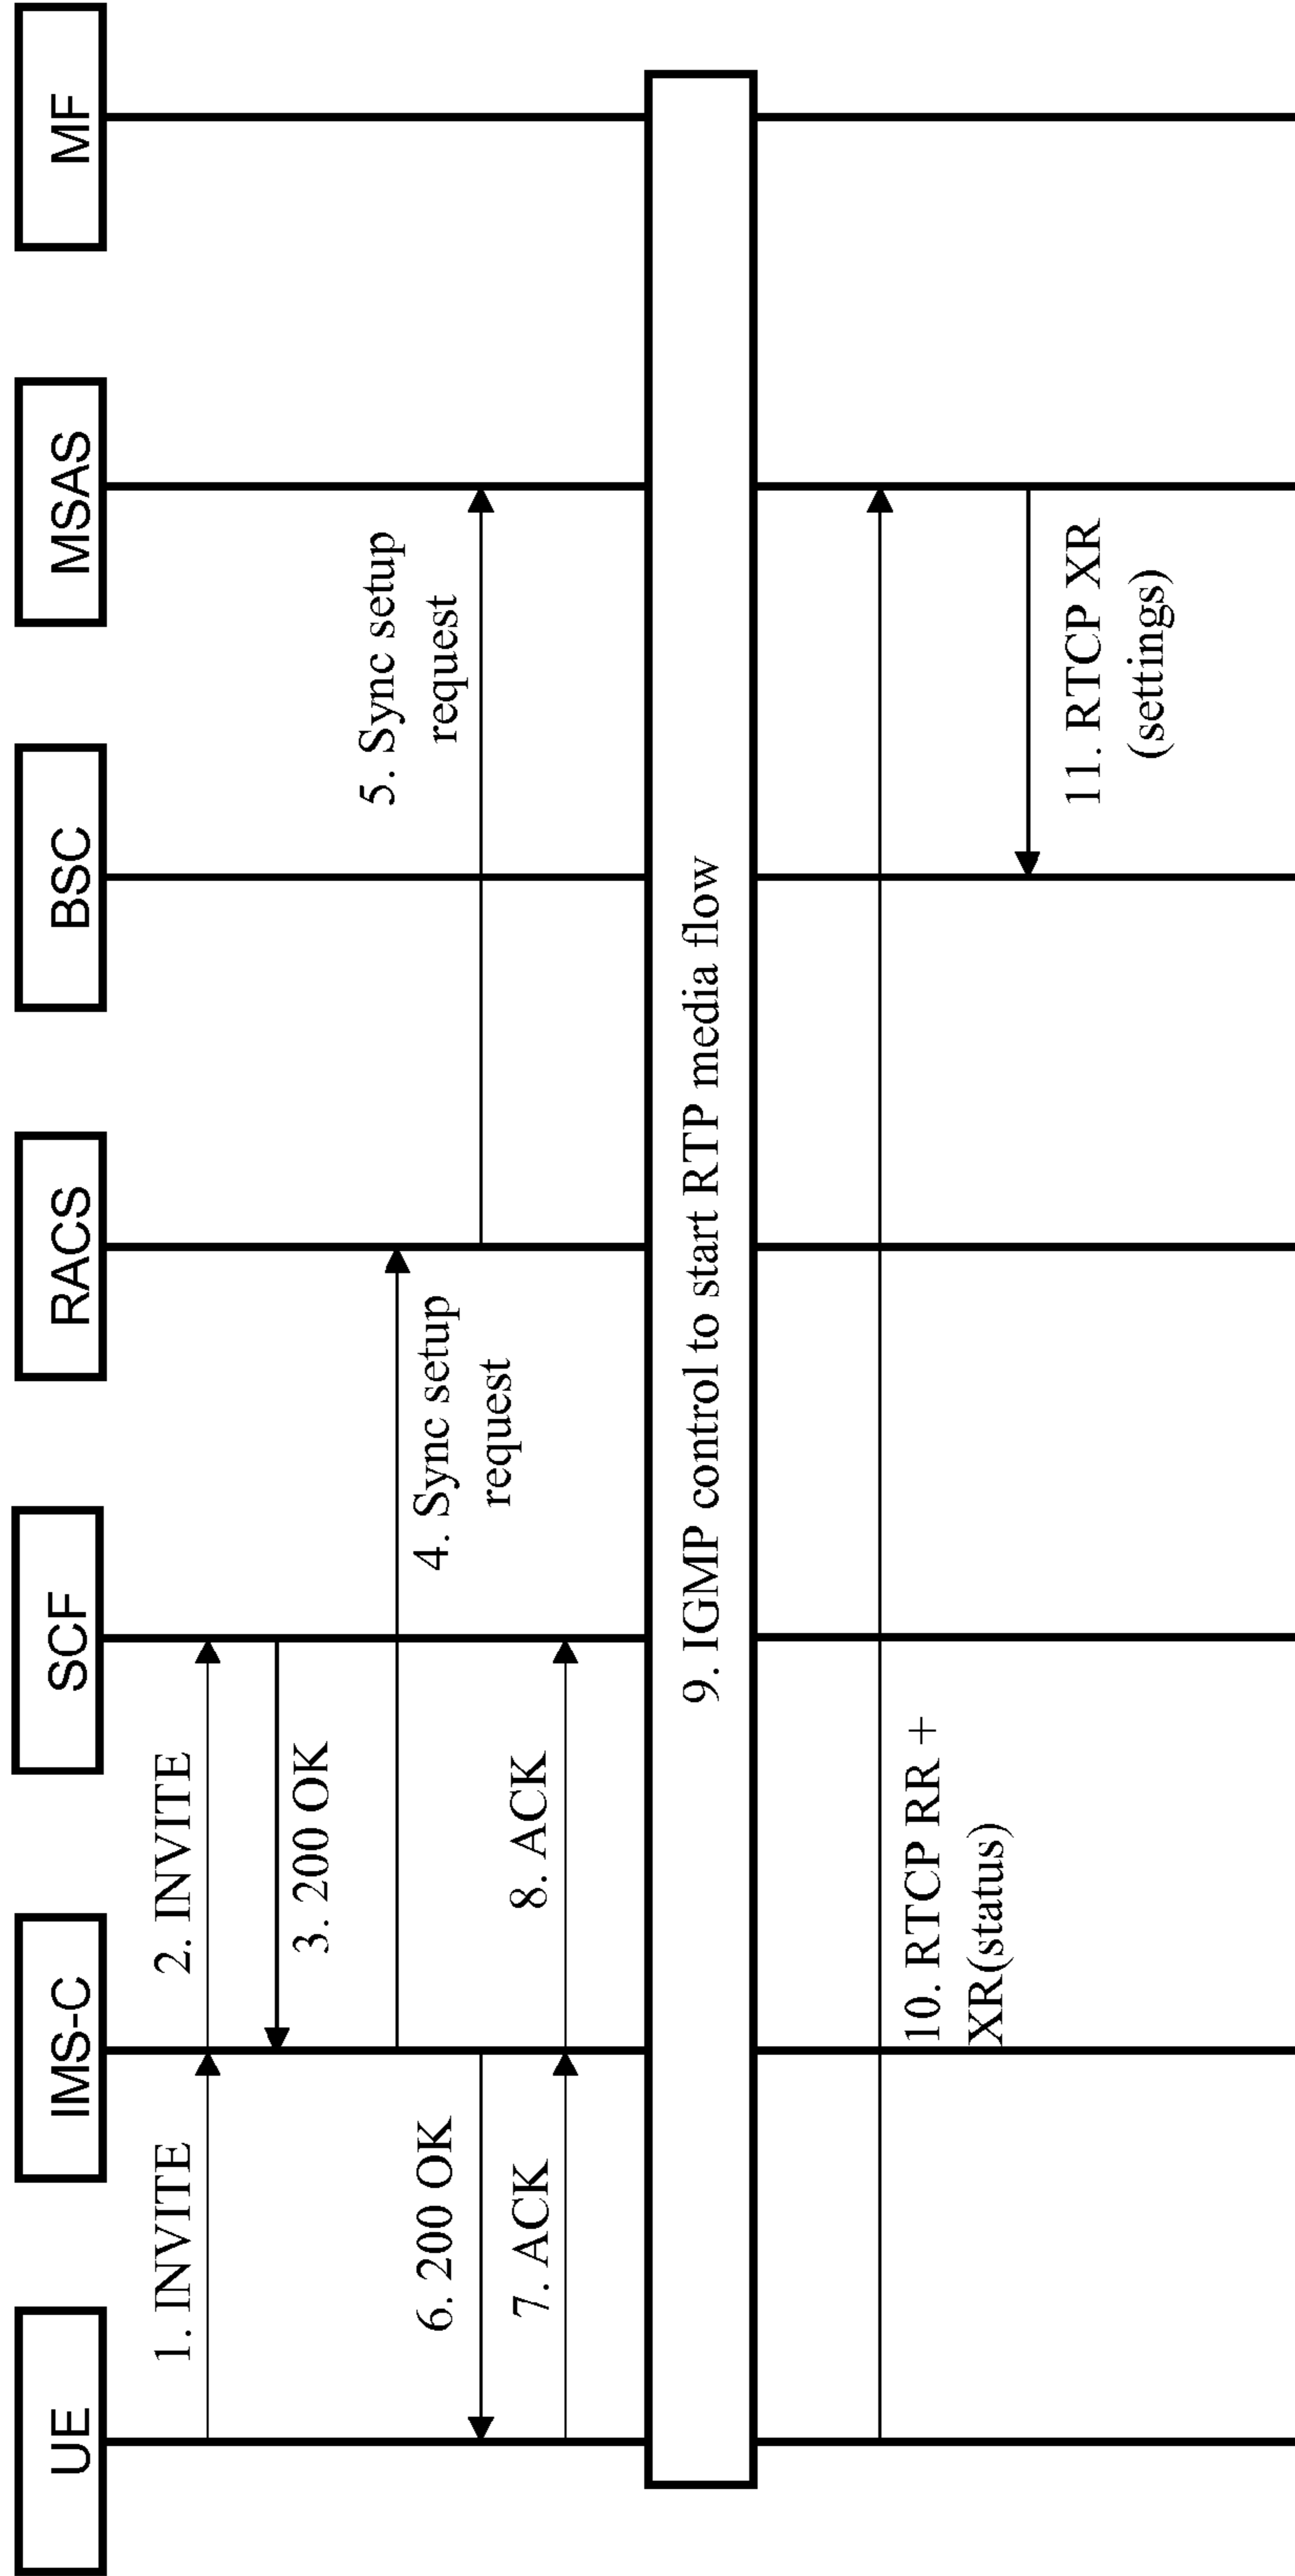 UE
IMS-C
SCF
RACS
BSC
MSAS
MF
1. INVITE
2. INVITE
3. 200 OK
4. Sync setup
request
5. Sync setup
request
6. 200 OK
7. ACK
8. ACK
9. IGMP control to start RTP media flow
10. RTCP RR +
XR(status)
11. RTCP XR
(settings)